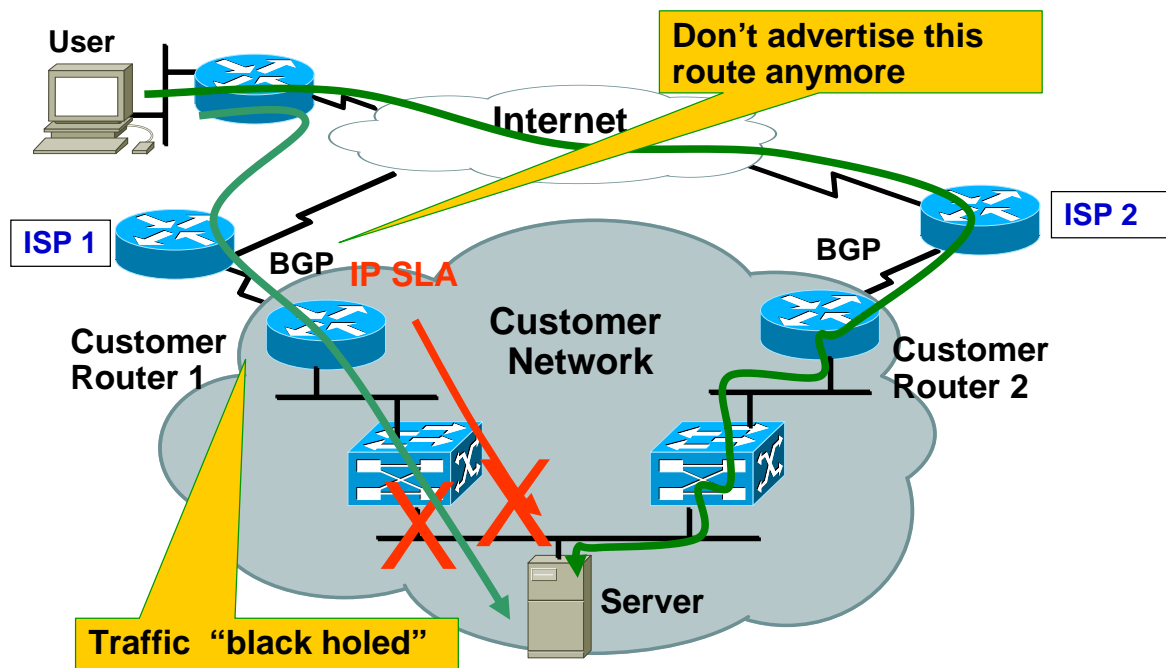 User
Don’t advertise this
route anymore
Internet
ISP 1
ISP 2
BGP
BGP
IP SLA
Customer
Router 1
Customer
Network
Customer
Router 2
Server
Traffic “black holed”